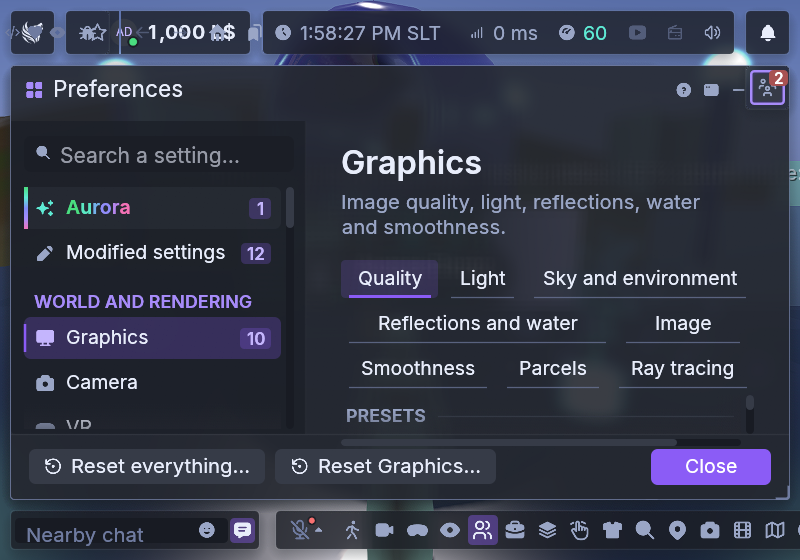 AD
1,000 L$
1:58:27 PM SLT
0 ms
60
Preferences
2
Search a setting...
Aurora
1
Modified settings
12
WORLD AND RENDERING
Graphics
10
Camera
VR
Graphics
Image quality, light, reflections, water
and smoothness.
Quality
Light
Sky and environment
Reflections and water
Image
Smoothness
Parcels
Ray tracing
PRESETS
Reset everything...
Reset Graphics...
Close
Nearby chat